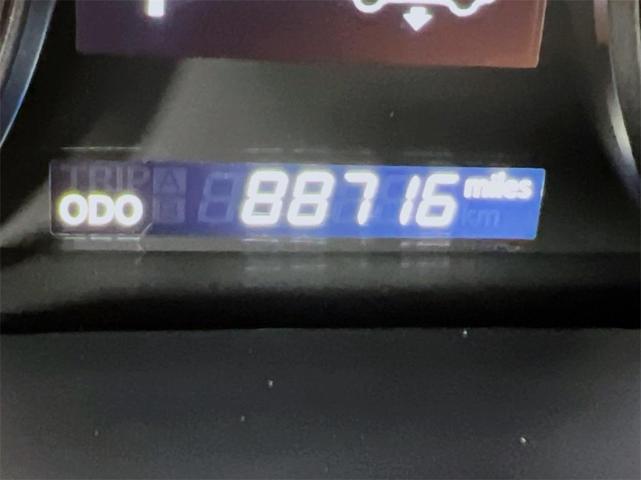 TRIP A
ODO B 88716 miles
km